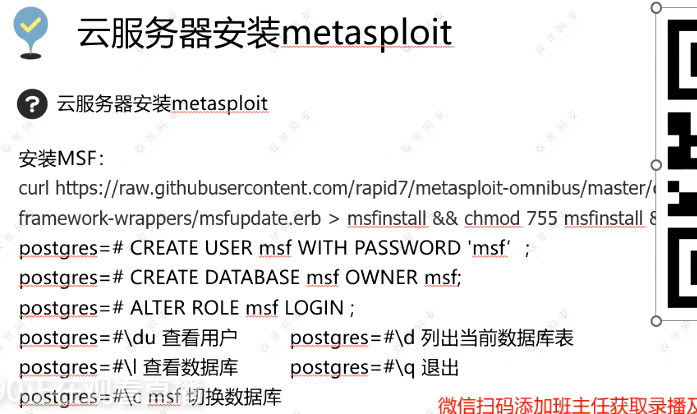 云服务器安装metasploit
云服务器安装metasploit
安装MSF：
curl https://raw.githubusercontent.com/rapid7/metasploit-omnibus/master/
framework-wrappers/msfupdate.erb > msfinstall && chmod 755 msfinstall &
postgres=# CREATE USER msf WITH PASSWORD 'msf' ;
postgres=# CREATE DATABASE msf OWNER msf;
postgres=# ALTER ROLE msf LOGIN ;
postgres=#\du 查看用户 postgres=#\d 列出当前数据库表
postgres=#\l 查看数据库 postgres=#\q 退出
postgres=#\c msf 切换数据库
微信扫码添加班主任获取录播及